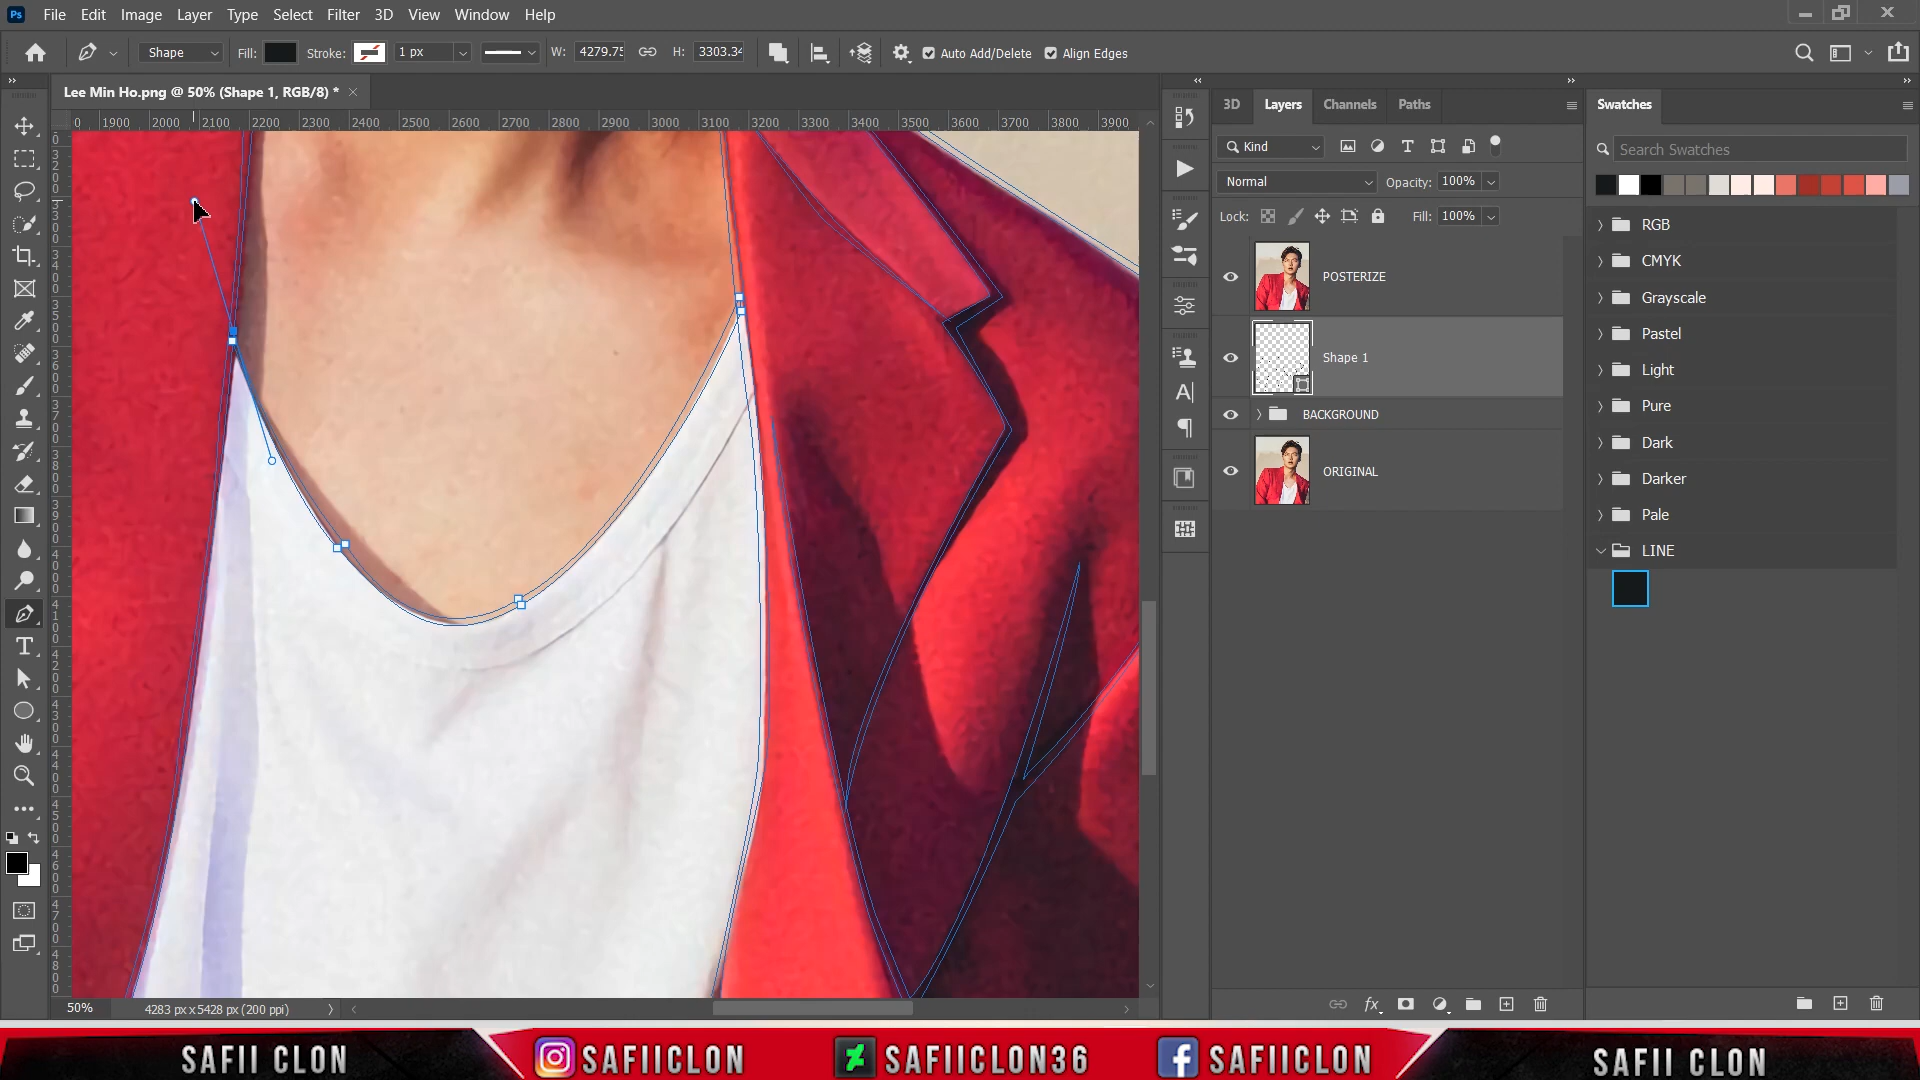 Ps File Edit Image Layer Type Select Filter 3D View Window Help
Shape Fill: Stroke: 1 px W: 4279.75 H: 3303.34 Auto Add/Delete Align Edges
Lee Min Ho.png @ 50% (Shape 1, RGB/8) *
0 1900 2000 2100 2200 2300 2400 2500 2600 2700 2800 2900 3000 3100 3200 3300 3400 3500 3600 3700 3800 3900
3D Layers Channels Paths
Kind
Normal Opacity: 100%
Lock: Fill: 100%
POSTERIZE
Shape 1
BACKGROUND
ORIGINAL
fx
Swatches
Search Swatches
RGB
CMYK
Grayscale
Pastel
Light
Pure
Dark
Darker
Pale
LINE
50% 4283 px x 5428 px (200 ppi)
SAFII CLON SAFIICLON SAFIICLON36 SAFIICLON SAFII CLON